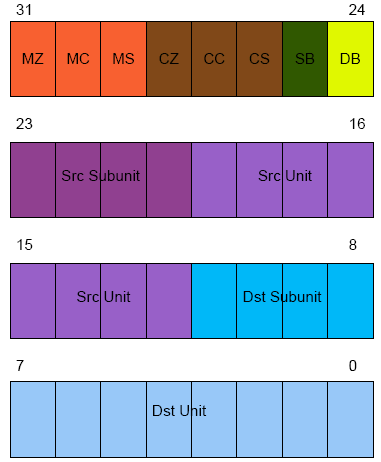 31 24
MZ MC MS CZ CC CS SB DB
23 16
Src Subunit Src Unit
15 8
Src Unit Dst Subunit
7 0
Dst Unit